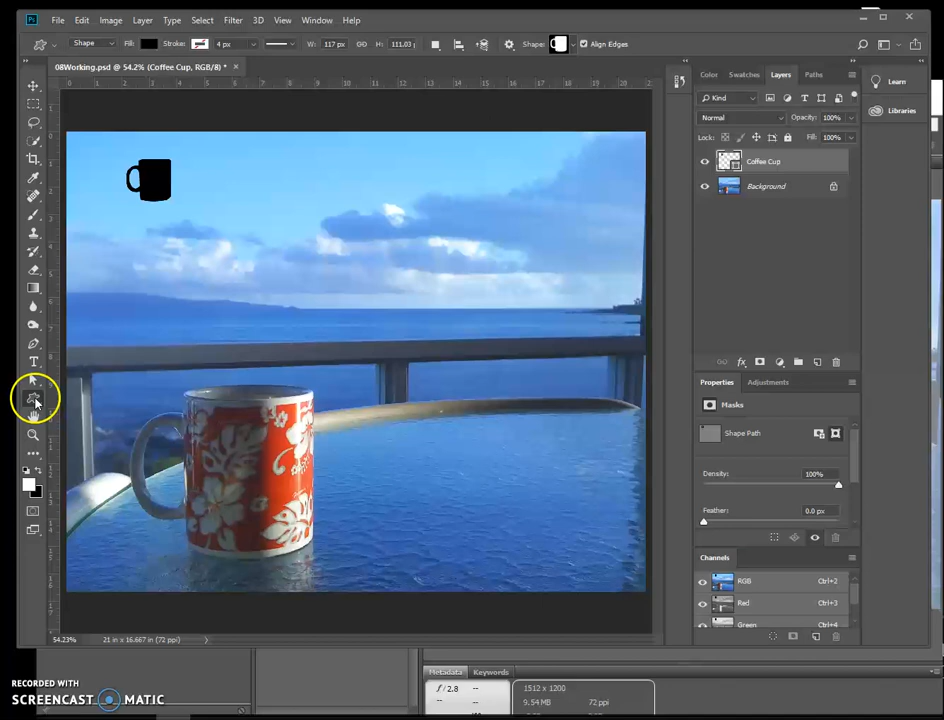 Ps File Edit Image Layer Type Select Filter 3D View Window Help
Shape Fill: Stroke: 4 px W: 117 px H: 111.03 Shape: Align Edges
08Working.psd @ 54.2% (Coffee Cup, RGB/8) * ×
Color Swatches Layers Paths
Learn
Kind
Libraries
Normal Opacity: 100%
Lock: Fill: 100%
Coffee Cup
Background
fx
Properties Adjustments
Masks
Shape Path
Density: 100%
Feather: 0.0 px
Channels
RGB Ctrl+2
Red Ctrl+3
Green Ctrl+4
54.23% 21 in x 16.667 in (72 ppi)
Metadata Keywords
f/2.8 --
1512 x 1200
9.54 MB 72 ppi
RECORDED WITH
SCREENCAST MATIC